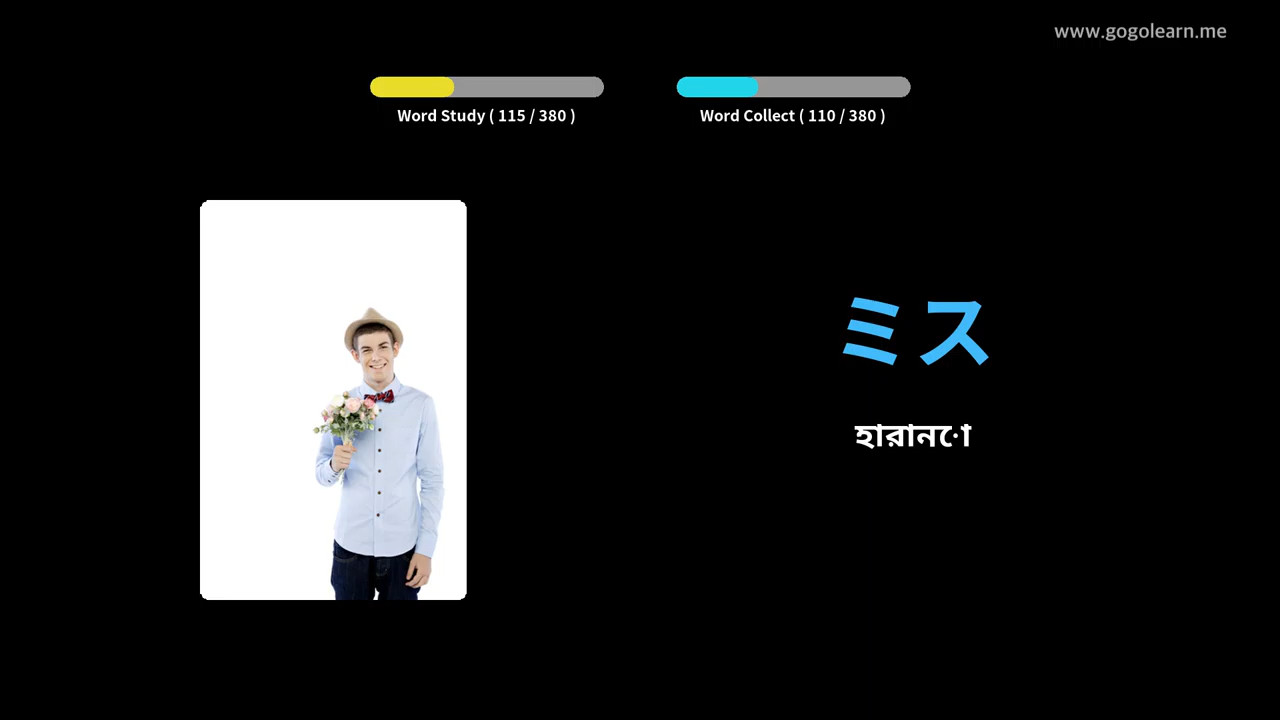 www.gogolearn.me
Word Study ( 115 / 380 )
Word Collect ( 110 / 380 )
ミス
হারানো